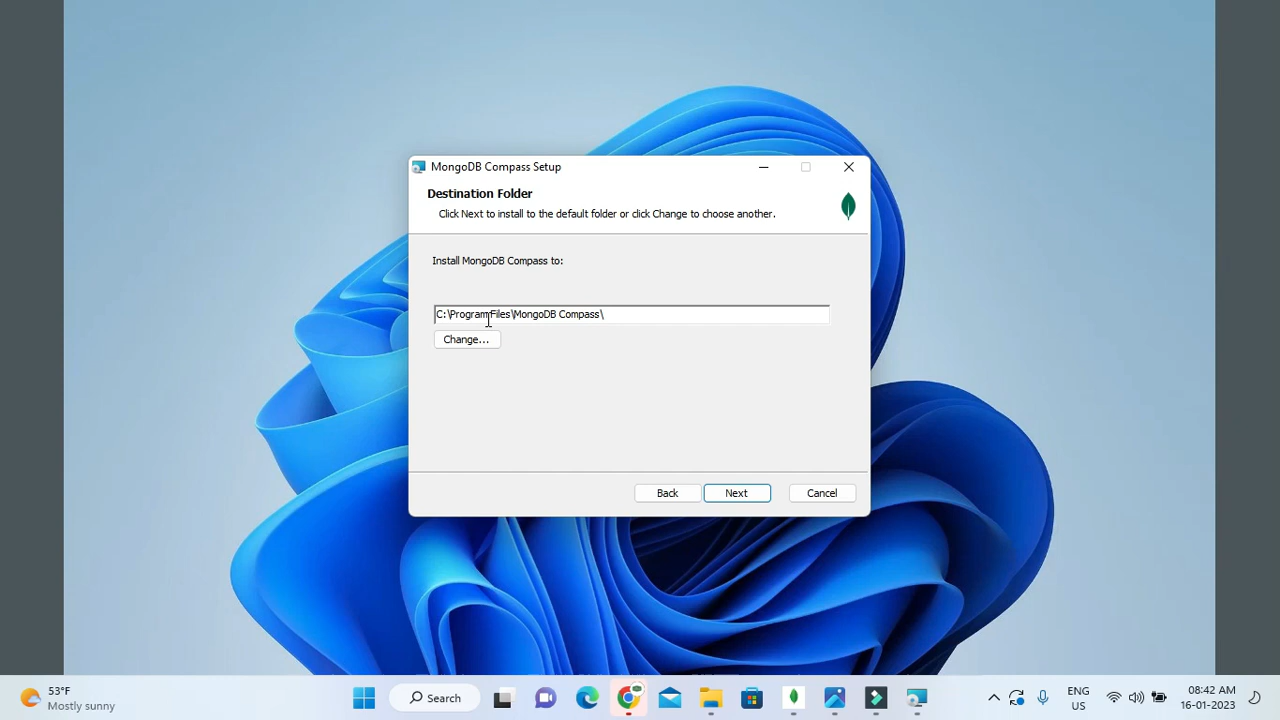 MongoDB Compass Setup
Destination Folder
Click Next to install to the default folder or click Change to choose another.
Install MongoDB Compass to:
C:\Program Files\MongoDB Compass\
Change...
Back
Next
Cancel
53°F
Mostly sunny
Search
ENG
US
08:42 AM
16-01-2023